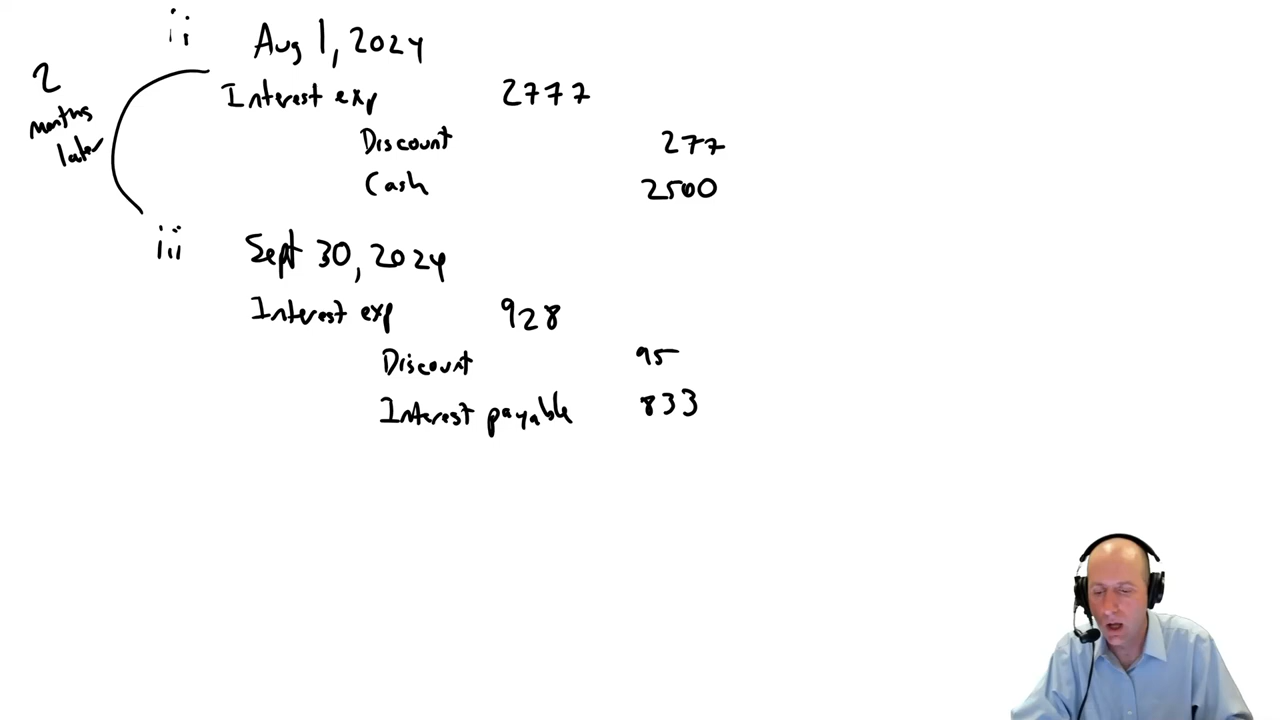 ii Aug 1, 2024
2 months later
Interest exp 2777
Discount 277
Cash 2500
iii Sept 30, 2024
Interest exp 928
Discount 95
Interest payable 833